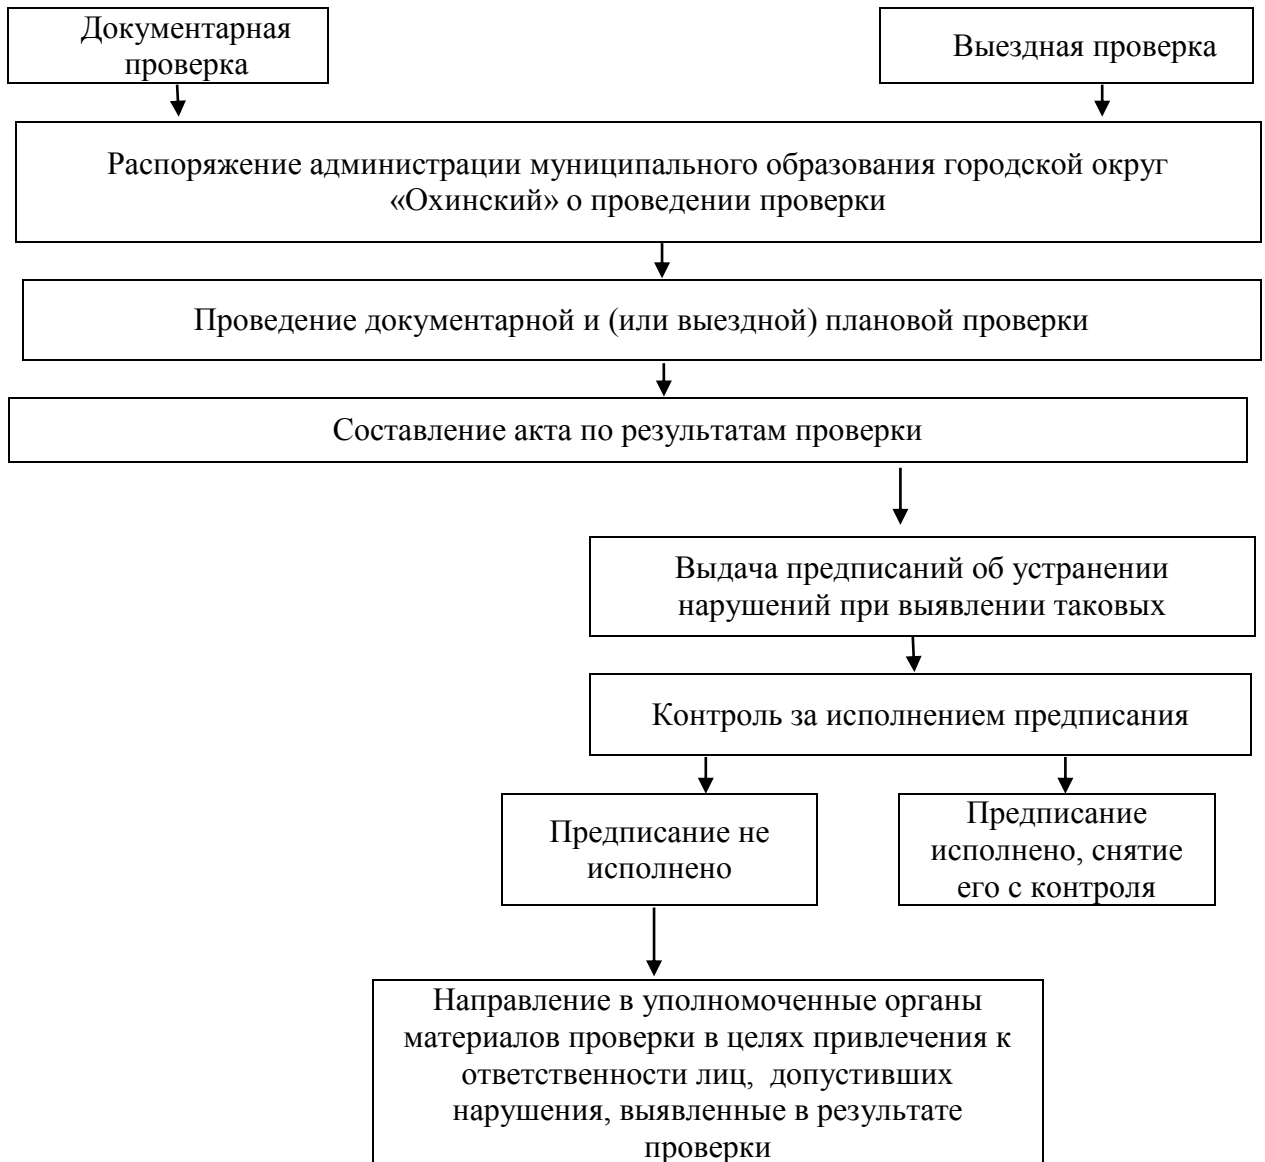 Документарная
проверка
Выездная проверка
Распоряжение администрации муниципального образования городской округ
«Охинский» о проведении проверки
Проведение документарной и (или выездной) плановой проверки
Составление акта по результатам проверки
Выдача предписаний об устранении
нарушений при выявлении таковых
Контроль за исполнением предписания
Предписание не
исполнено
Предписание
исполнено, снятие
его с контроля
Направление в уполномоченные органы
материалов проверки в целях привлечения к
ответственности лиц, допустивших
нарушения, выявленные в результате
проверки